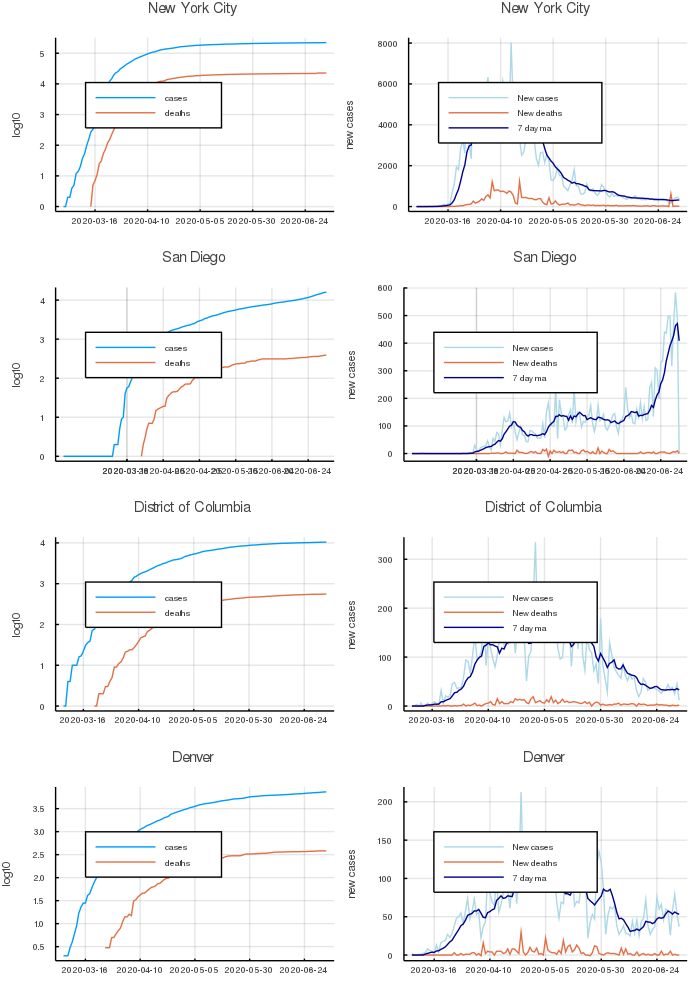 New York City
New York City
log10
5
4
3
2
1
0
cases
deaths
2020-03-16
2020-04-10
2020-05-05
2020-05-30
2020-06-24
new cases
8000
6000
4000
2000
0
New cases
New deaths
7 day ma
2020-03-16
2020-04-10
2020-05-05
2020-05-30
2020-06-24
San Diego
San Diego
log10
4
3
2
1
0
cases
deaths
new cases
600
500
400
300
200
100
0
New cases
New deaths
7 day ma
District of Columbia
District of Columbia
log10
4
3
2
1
0
cases
deaths
2020-03-16
2020-04-10
2020-05-05
2020-05-30
2020-06-24
new cases
300
200
100
0
New cases
New deaths
7 day ma
2020-03-16
2020-04-10
2020-05-05
2020-05-30
2020-06-24
Denver
Denver
log10
3.5
3.0
2.5
2.0
1.5
1.0
0.5
cases
deaths
2020-03-16
2020-04-10
2020-05-05
2020-05-30
2020-06-24
new cases
200
150
100
50
0
New cases
New deaths
7 day ma
2020-03-16
2020-04-10
2020-05-05
2020-05-30
2020-06-24